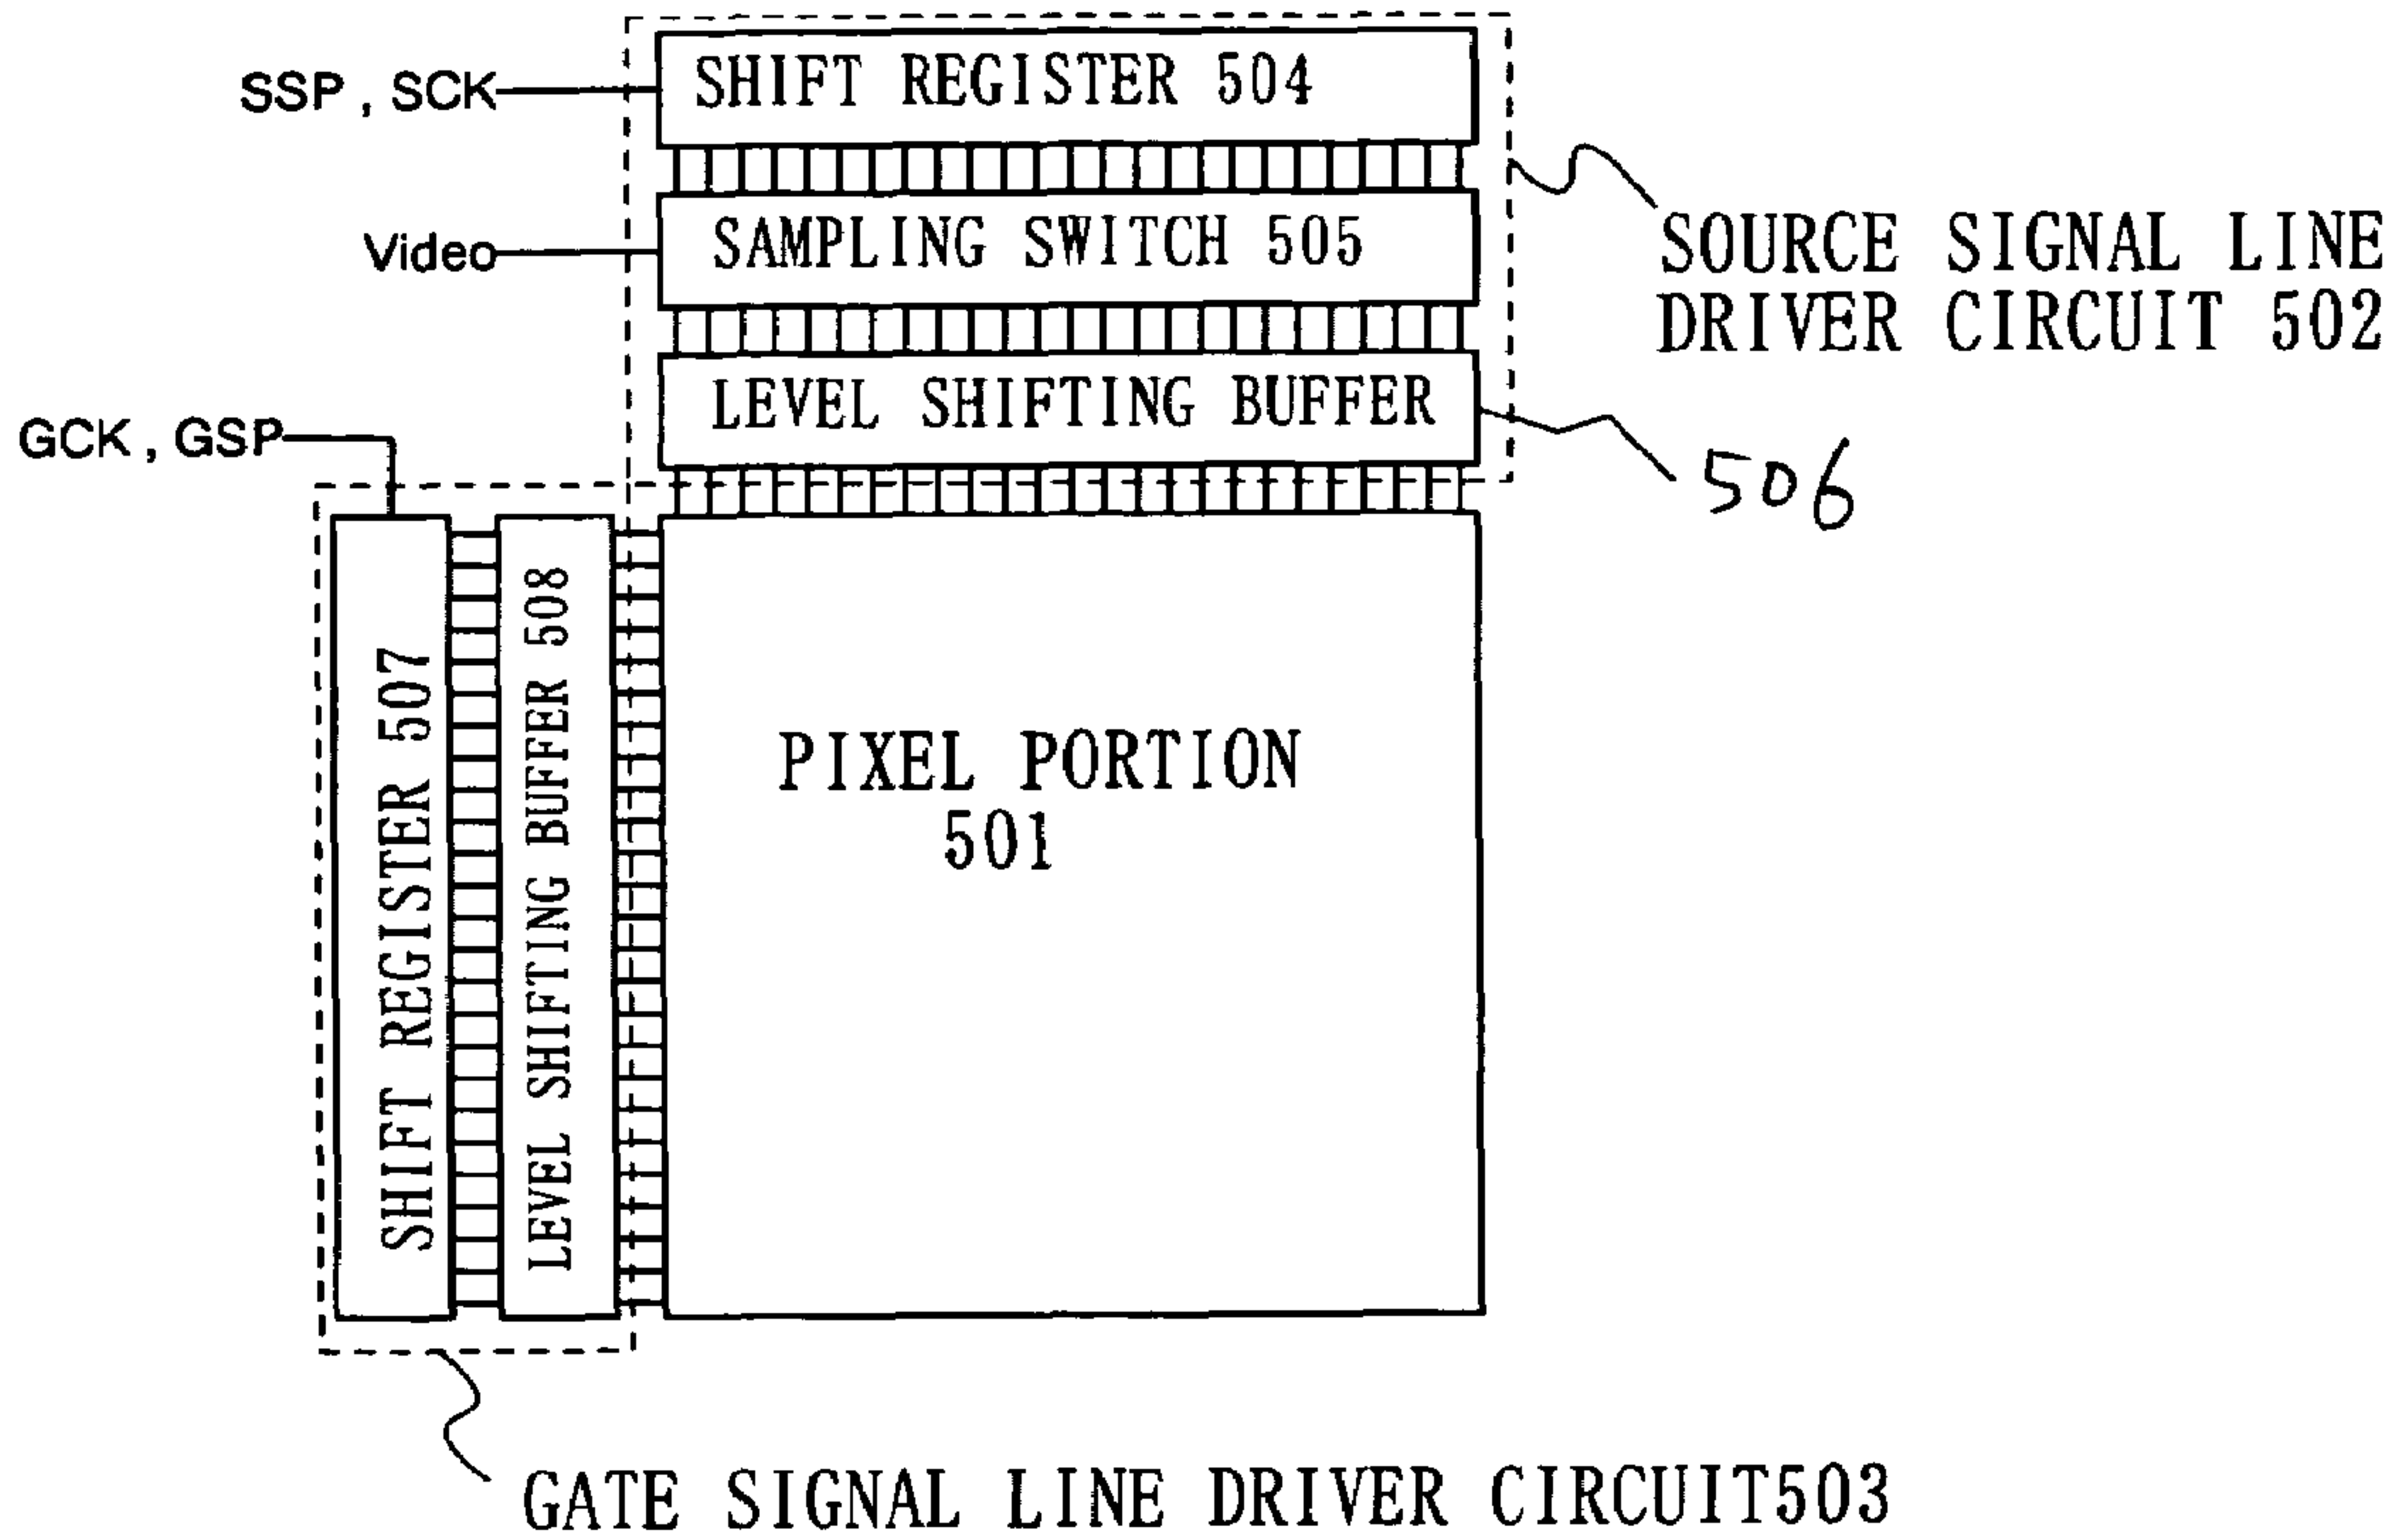 SHIFT REGISTER 504
SSP, SCK
SAMPLING SWITCH 505
Video
SOURCE SIGNAL LINE
DRIVER CIRCUIT 502
LEVEL SHIFTING BUFFER
506
GCK, GSP
SHIFT REGISTER 507
LEVEL SHIFTING BUFFER 508
PIXEL PORTION
501
GATE SIGNAL LINE DRIVER CIRCUIT503